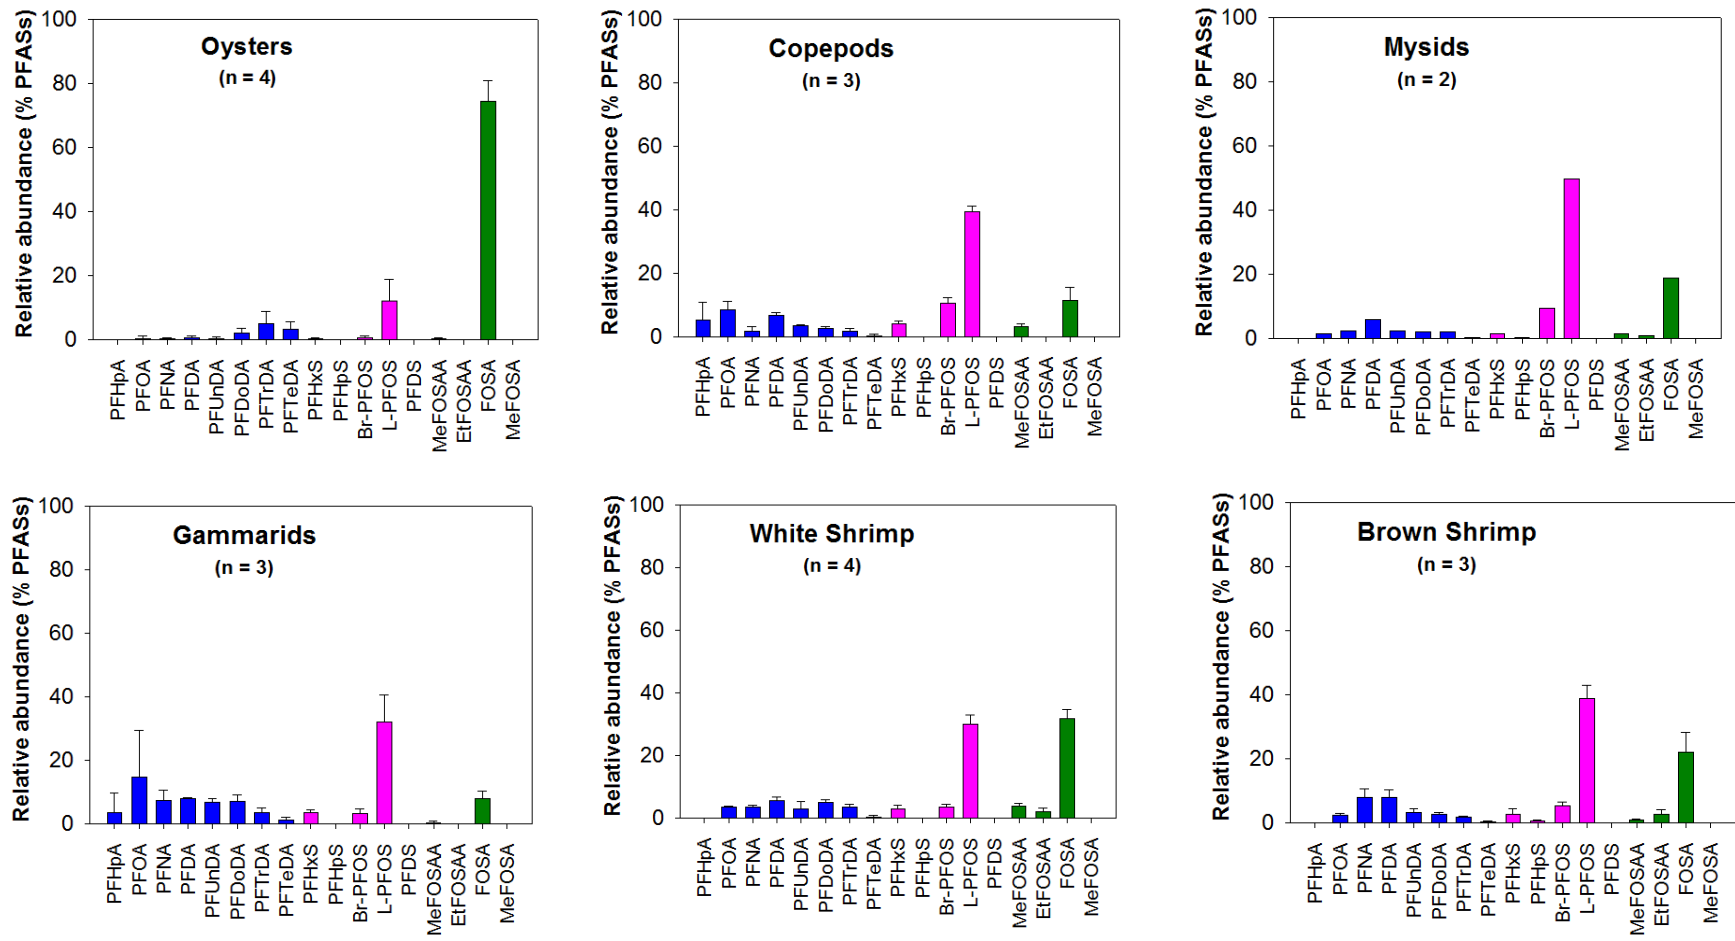 Relative abundance (% PFASs)
100
80
60
40
20
0
Oysters
(n = 4)
PFHpA
PFOA
PFNA
PFDA
PFUnDA
PFDoDA
PFTrDA
PFTeDA
PFHxS
PFHpS
Br-PFOS
L-PFOS
PFDS
MeFOSAA
EtFOSAA
FOSA
MeFOSA
Relative abundance (% PFASs)
100
80
60
40
20
0
Copepods
(n = 3)
PFHpA
PFOA
PFNA
PFDA
PFUnDA
PFDoDA
PFTrDA
PFTeDA
PFHxS
PFHpS
Br-PFOS
L-PFOS
PFDS
MeFOSAA
EtFOSAA
FOSA
MeFOSA
Relative abundance (% PFASs)
100
80
60
40
20
0
Mysids
(n = 2)
PFHpA
PFOA
PFNA
PFDA
PFUnDA
PFDoDA
PFTrDA
PFTeDA
PFHxS
PFHpS
Br-PFOS
L-PFOS
PFDS
MeFOSAA
EtFOSAA
FOSA
MeFOSA
Relative abundance (% PFASs)
100
80
60
40
20
0
Gammarids
(n = 3)
PFHpA
PFOA
PFNA
PFDA
PFUnDA
PFDoDA
PFTrDA
PFTeDA
PFHxS
PFHpS
Br-PFOS
L-PFOS
PFDS
MeFOSAA
EtFOSAA
FOSA
MeFOSA
Relative abundance (% PFASs)
100
80
60
40
20
0
White Shrimp
(n = 4)
PFHpA
PFOA
PFNA
PFDA
PFUnDA
PFDoDA
PFTrDA
PFTeDA
PFHxS
PFHpS
Br-PFOS
L-PFOS
PFDS
MeFOSAA
EtFOSAA
FOSA
MeFOSA
Relative abundance (% PFASs)
100
80
60
40
20
0
Brown Shrimp
(n = 3)
PFHpA
PFOA
PFNA
PFDA
PFUnDA
PFDoDA
PFTrDA
PFTeDA
PFHxS
PFHpS
Br-PFOS
L-PFOS
PFDS
MeFOSAA
EtFOSAA
FOSA
MeFOSA